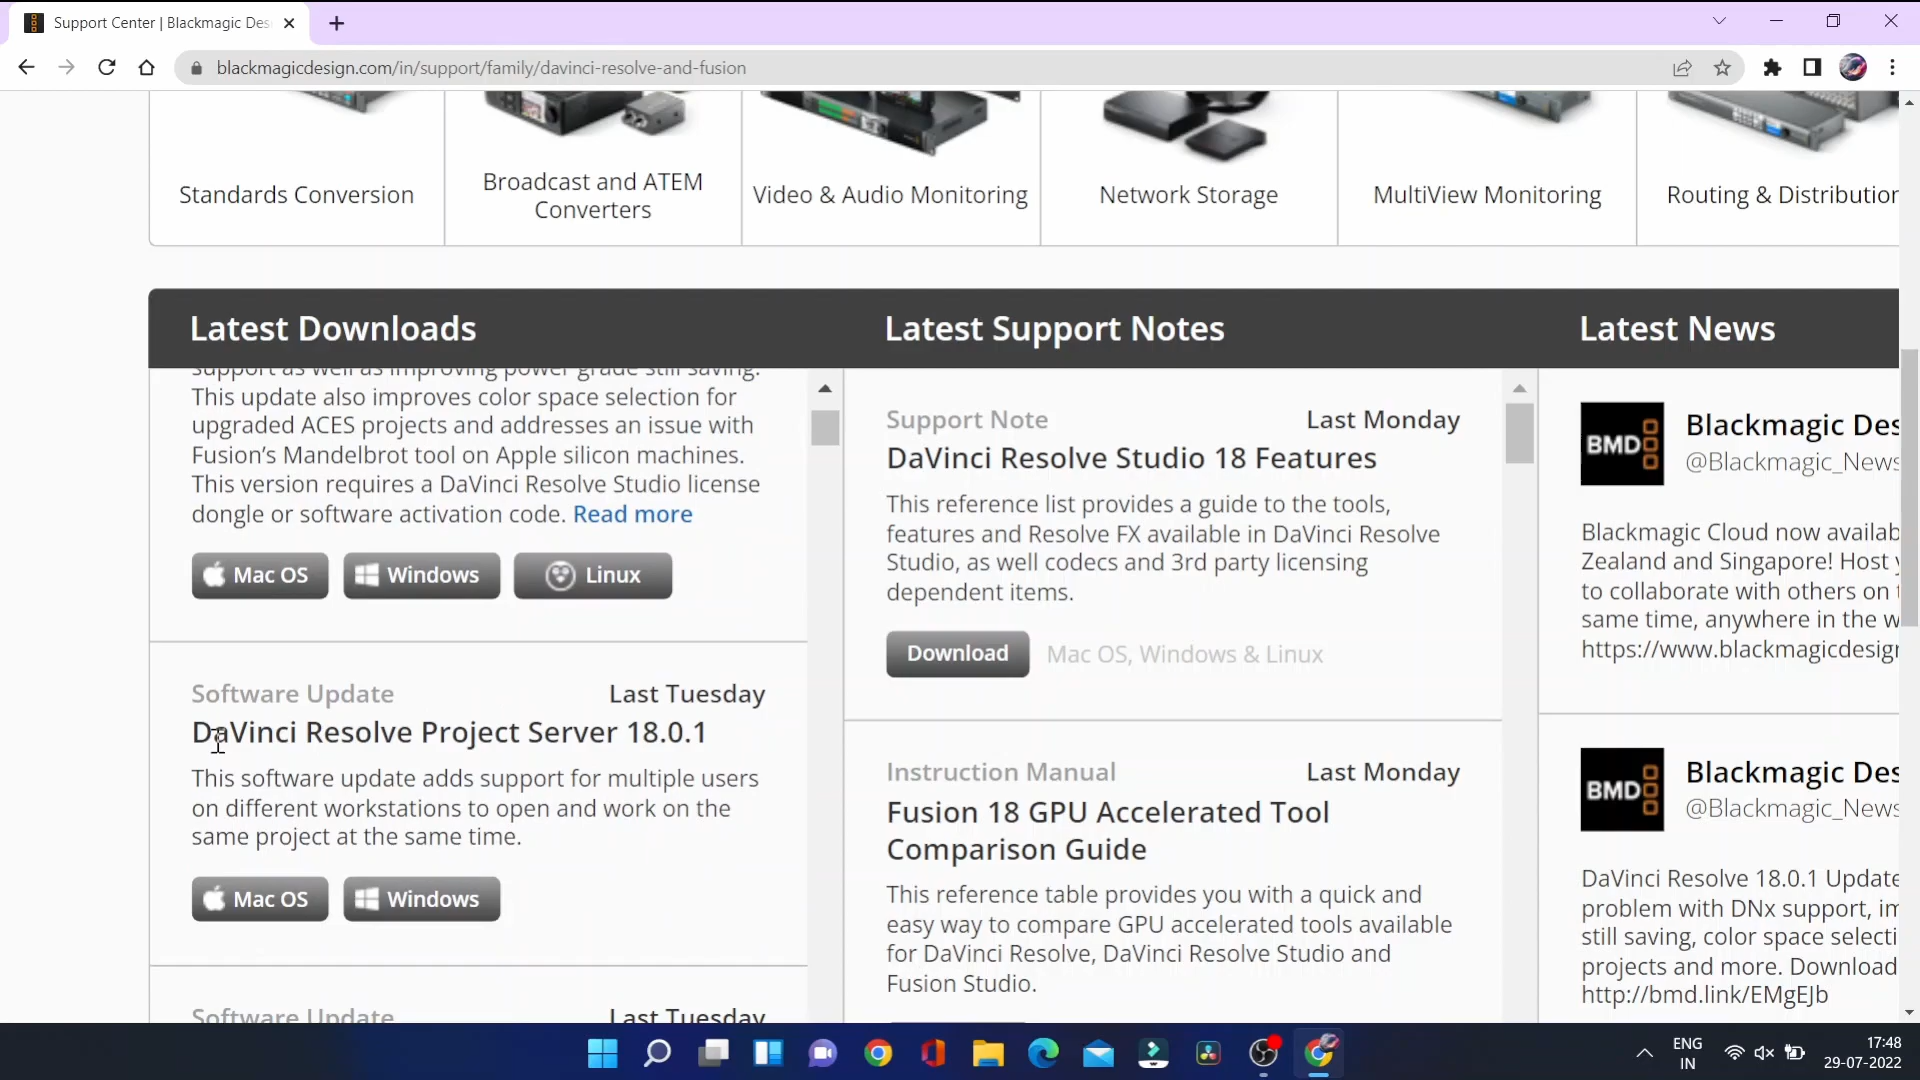 Support Center | Blackmagic Des
blackmagicdesign.com/in/support/family/davinci-resolve-and-fusion
Standards Conversion
Broadcast and ATEM
Converters
Video & Audio Monitoring
Network Storage
MultiView Monitoring
Routing & Distribution
Latest Downloads
support as well as improving power grade still saving.
This update also improves color space selection for
upgraded ACES projects and addresses an issue with
Fusion's Mandelbrot tool on Apple silicon machines.
This version requires a DaVinci Resolve Studio license
dongle or software activation code. Read more
Mac OS Windows Linux
Software Update Last Tuesday
DaVinci Resolve Project Server 18.0.1
This software update adds support for multiple users
on different workstations to open and work on the
same project at the same time.
Mac OS Windows
Software Update Last Tuesday
Latest Support Notes
Support Note Last Monday
DaVinci Resolve Studio 18 Features
This reference list provides a guide to the tools,
features and Resolve FX available in DaVinci Resolve
Studio, as well codecs and 3rd party licensing
dependent items.
Download Mac OS, Windows & Linux
Instruction Manual Last Monday
Fusion 18 GPU Accelerated Tool
Comparison Guide
This reference table provides you with a quick and
easy way to compare GPU accelerated tools available
for DaVinci Resolve, DaVinci Resolve Studio and
Fusion Studio.
Latest News
BMD
Blackmagic Des
@Blackmagic_News
Blackmagic Cloud now availab
Zealand and Singapore! Host y
to collaborate with others on t
same time, anywhere in the w
https://www.blackmagicdesign
BMD
Blackmagic Des
@Blackmagic_News
DaVinci Resolve 18.0.1 Update
problem with DNx support, im
still saving, color space selecti
projects and more. Download
http://bmd.link/EMgEJb
ENG
IN
17:48
29-07-2022